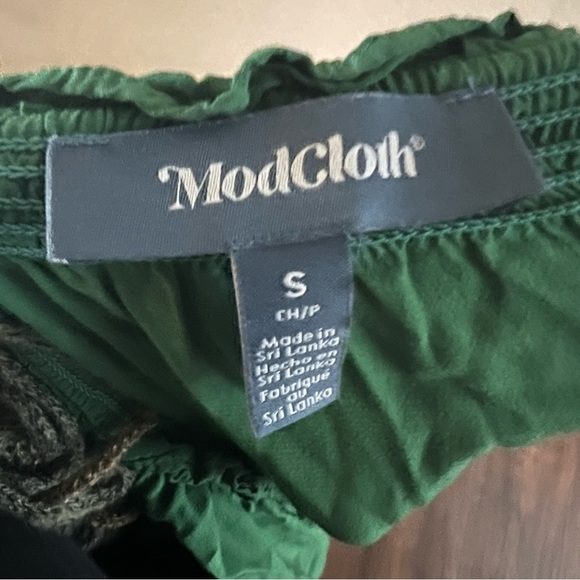 ModCloth®
S
CH/P
Made in
Sri Lanka
Hecho en
Sri Lanka
Fabriqué
au
Sri Lanka